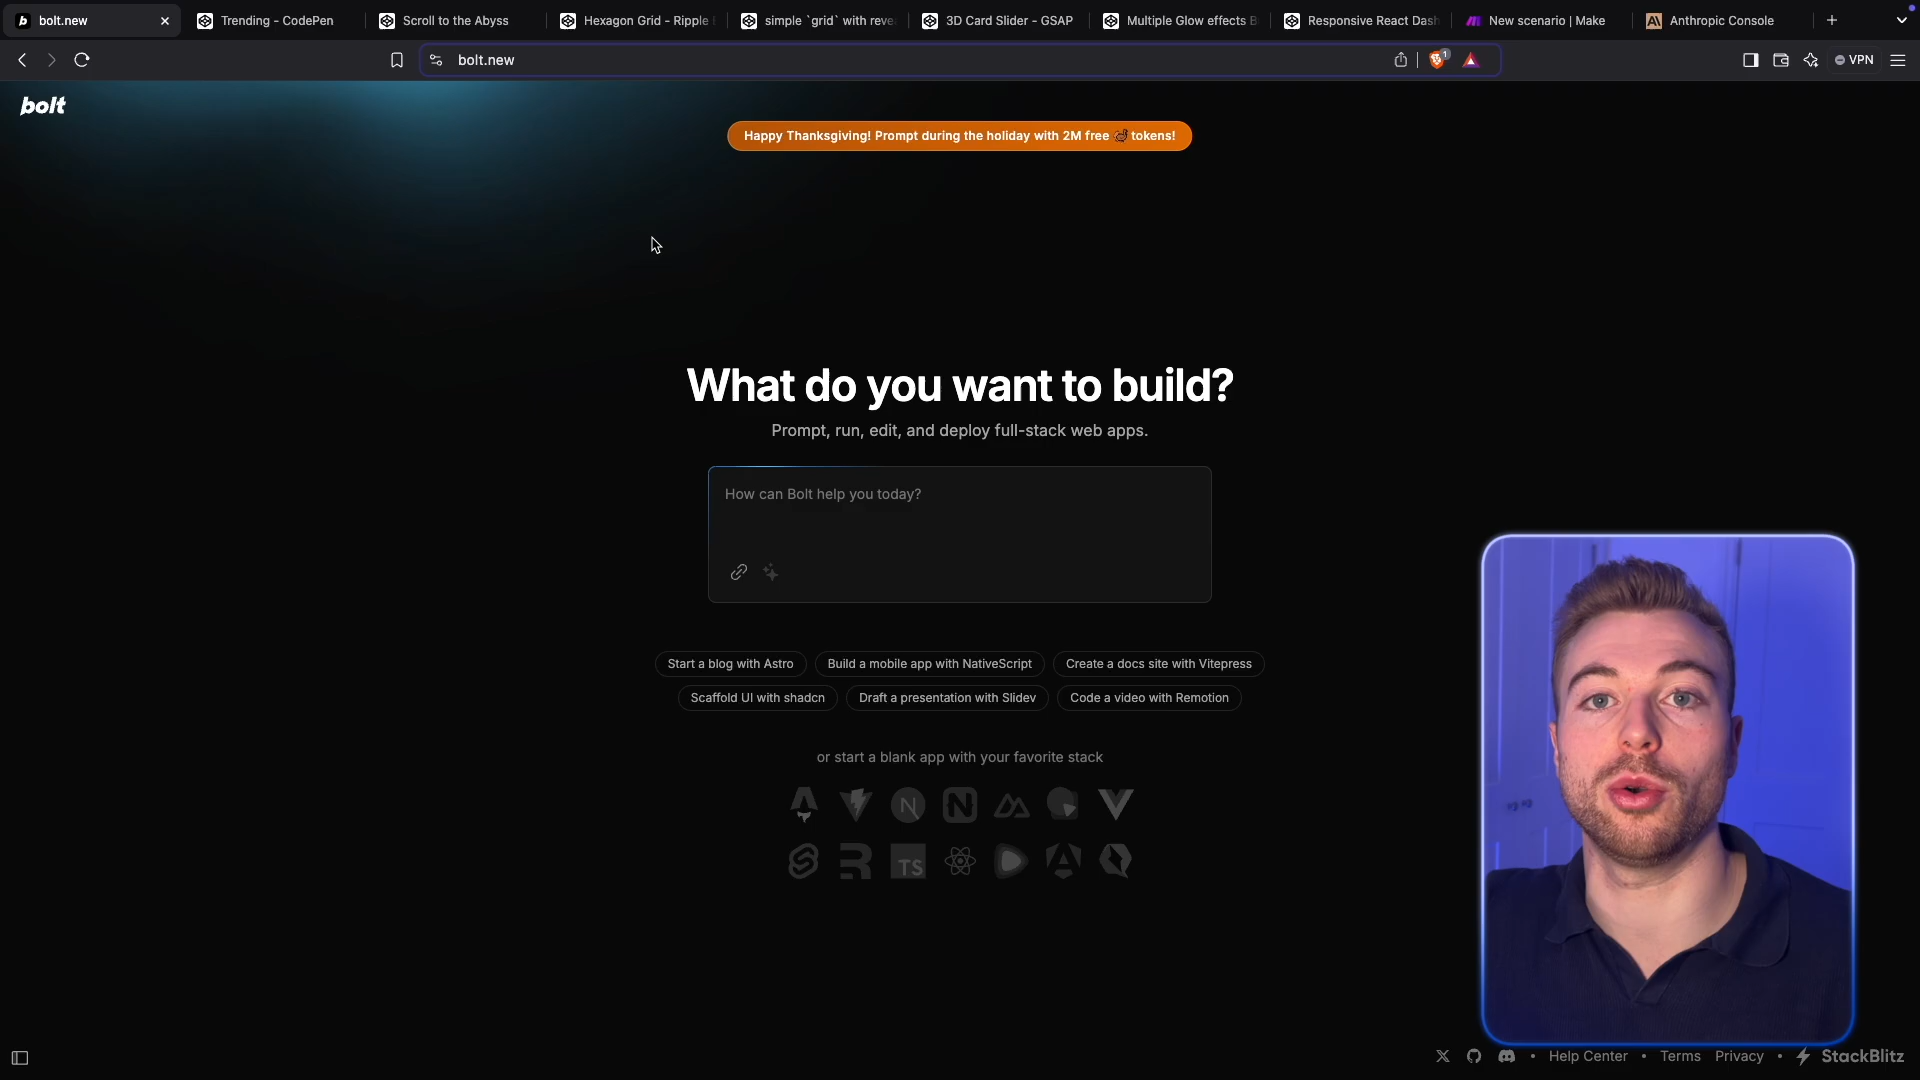 bolt.new
Trending - CodePen
Scroll to the Abyss
Hexagon Grid - Ripple
simple `grid` with reve
3D Card Slider - GSAP
Multiple Glow effects B
Responsive React Dash
New scenario | Make
Anthropic Console
bolt.new
1
VPN
bolt
Happy Thanksgiving! Prompt during the holiday with 2M free tokens!
What do you want to build?
Prompt, run, edit, and deploy full-stack web apps.
How can Bolt help you today?
Start a blog with Astro
Build a mobile app with NativeScript
Create a docs site with Vitepress
Scaffold UI with shadcn
Draft a presentation with Slidev
Code a video with Remotion
or start a blank app with your favorite stack
N
N
TS
Help Center • Terms Privacy • StackBlitz